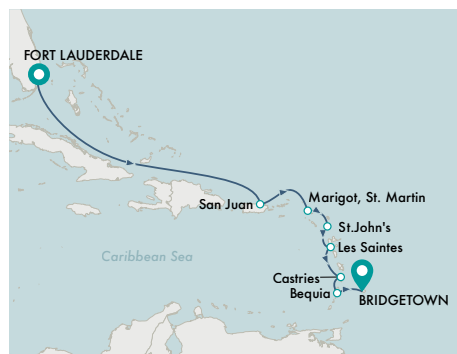 FORT LAUDERDALE
San Juan
Marigot, St. Martin
St.John's
Les Saintes
Caribbean Sea
Castries
Bequia
BRIDGETOWN